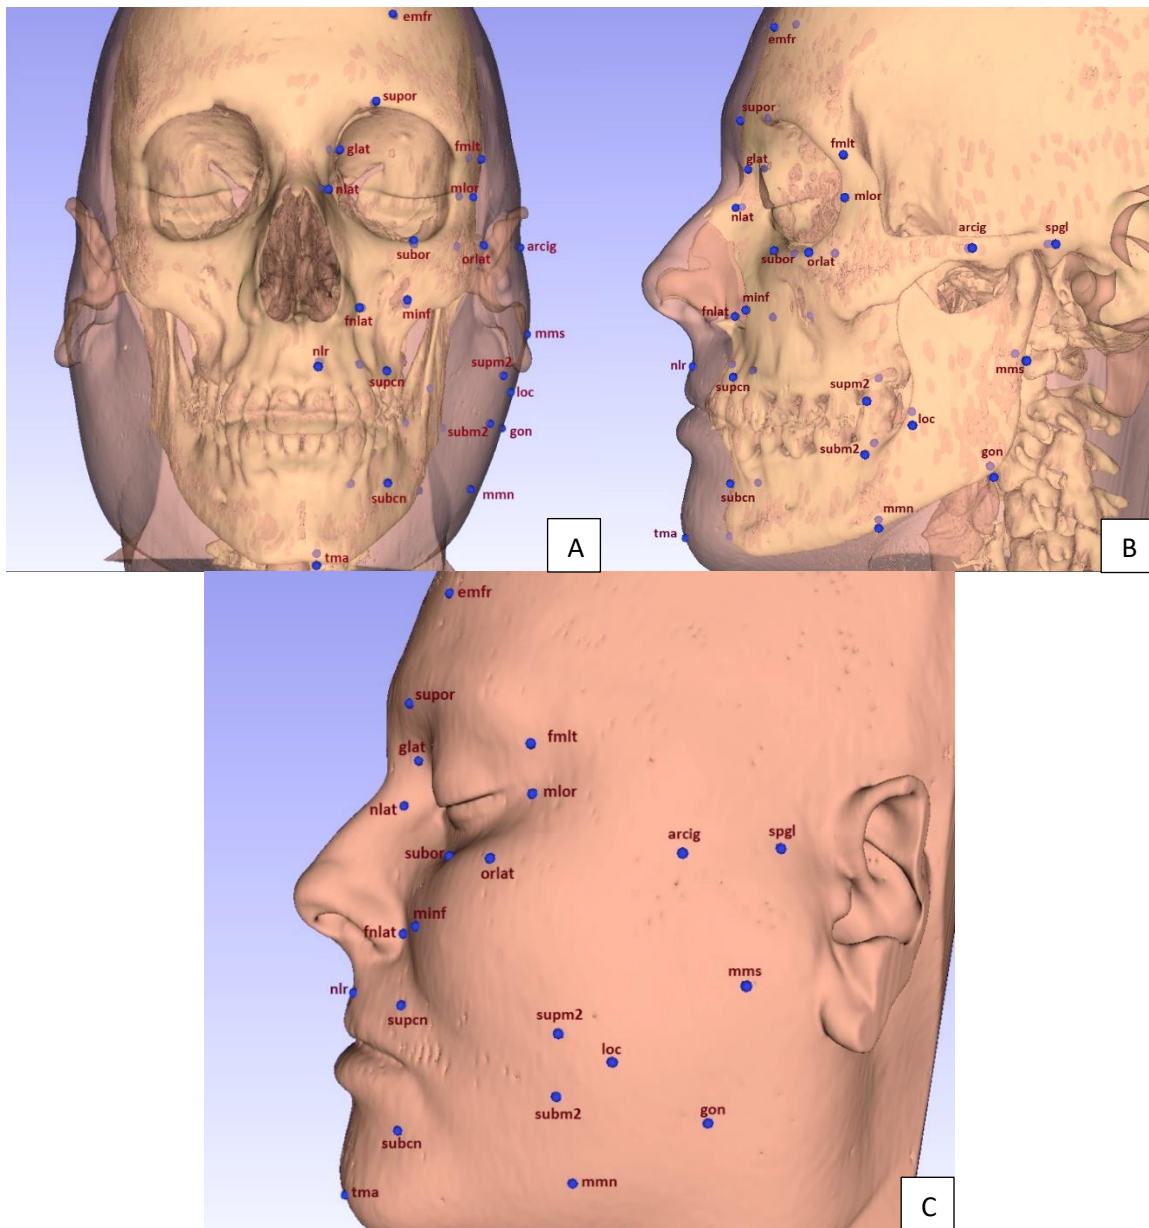 emfr
supor
glat
fmlt
nlat
mlor
subor
orlat
arcig
minf
fnlat
mms
nlr
supcn
supm2
loc
subm2
gon
mmn
tma
A
emfr
supor
fmlt
glat
mlor
nlat
arcig
spgl
subor
orlat
minf
fnlat
nlr
supcn
mms
supm2
loc
subm2
gon
subcn
mmn
tma
B
subcn
emfr
supor
fmlt
glat
mlor
nlat
arcig
spgl
subor
orlat
minf
fnlat
nlr
mms
supcn
supm2
loc
subm2
gon
subcn
mmn
tma
C